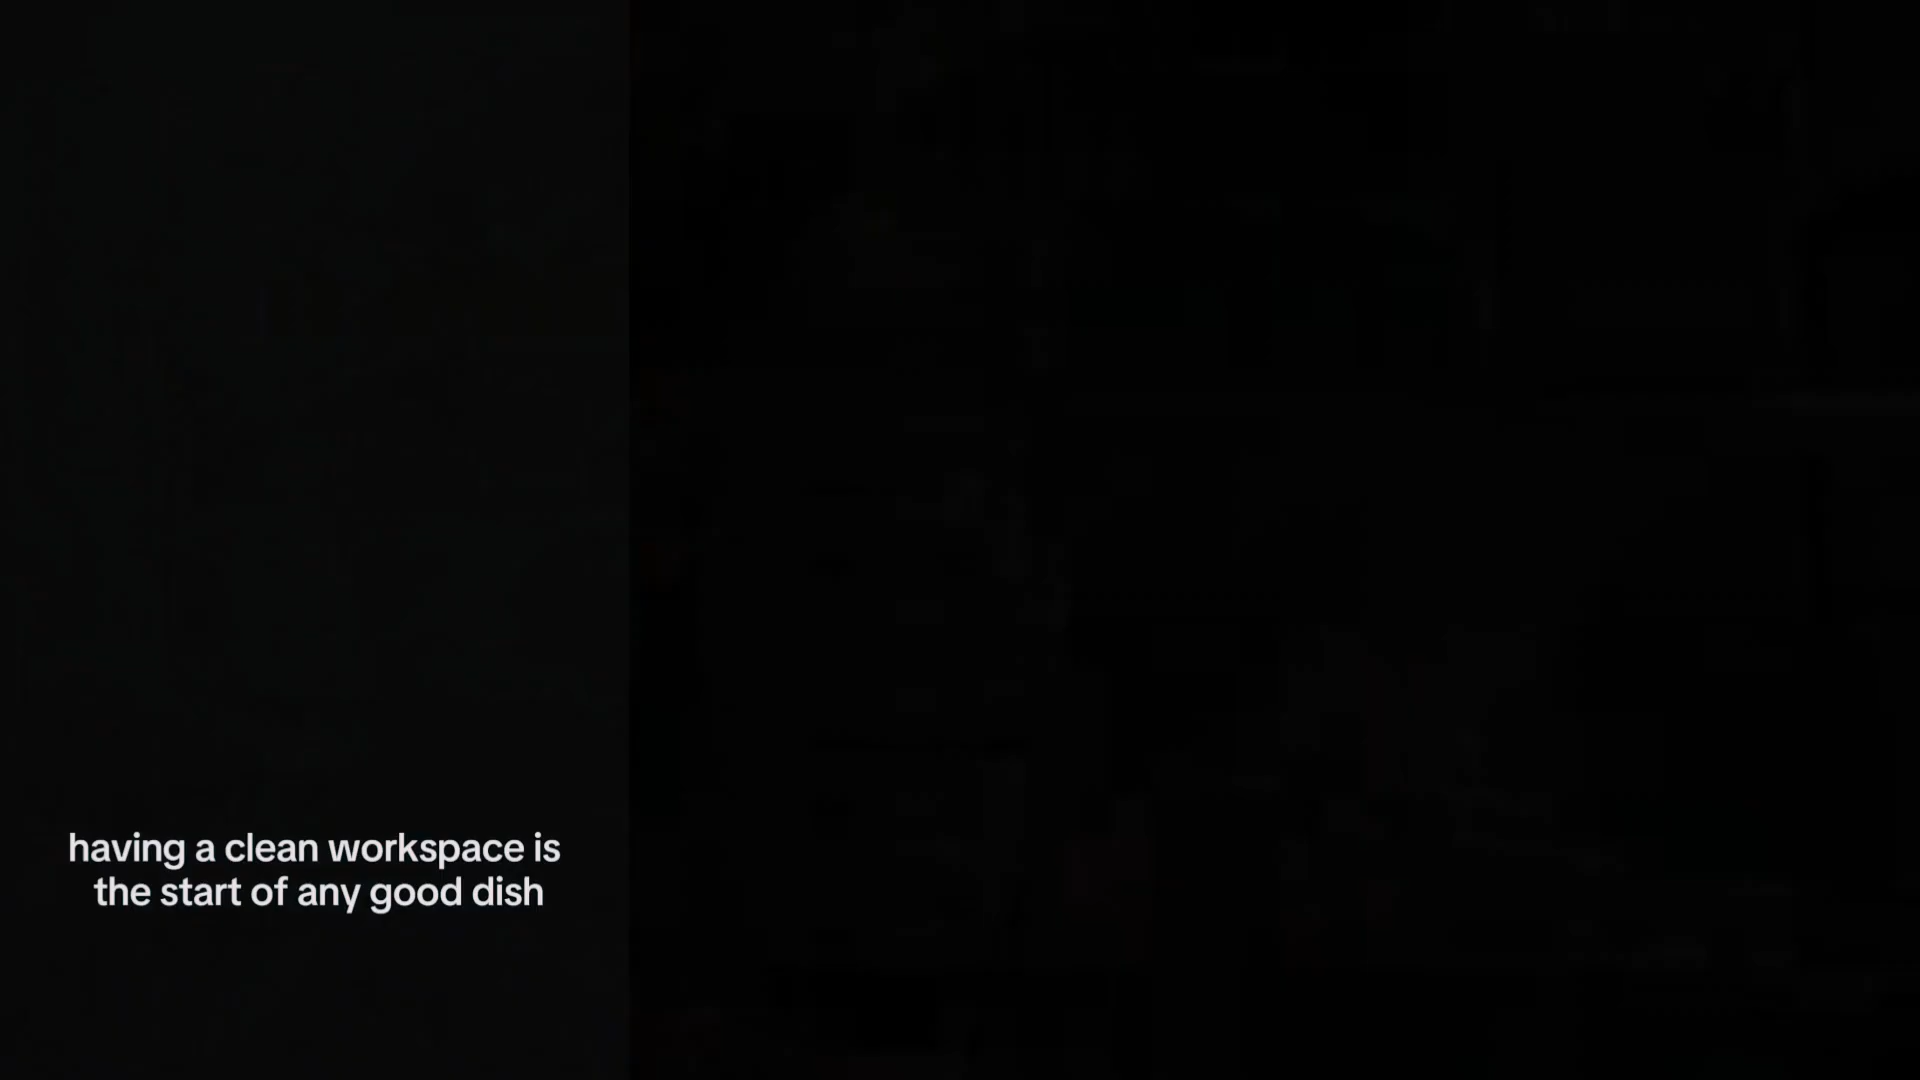 having a clean workspace is
the start of any good dish